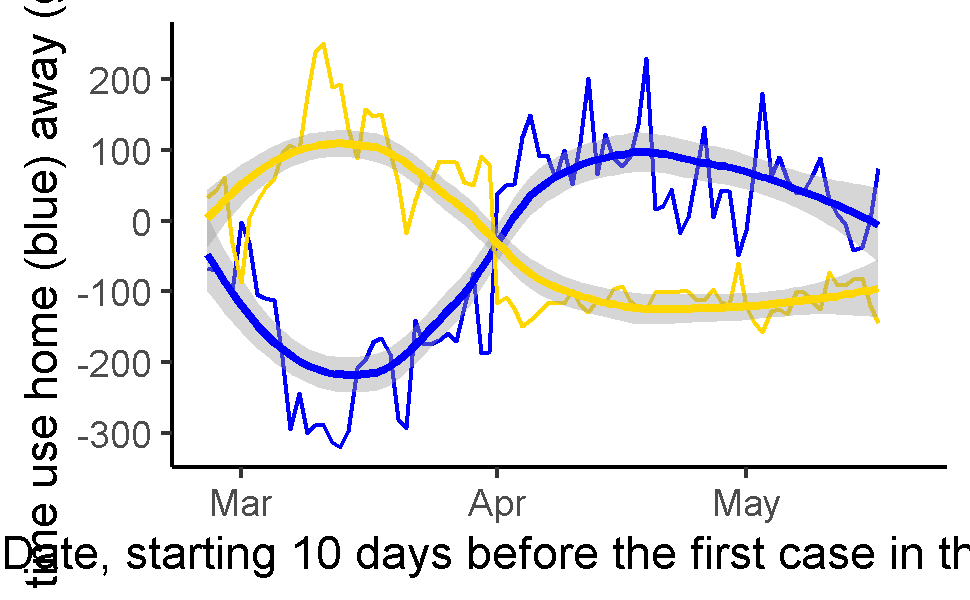 time use home (blue) away (
200
100
0
-100
-200
-300
Mar Apr May
Date, starting 10 days before the first case in th